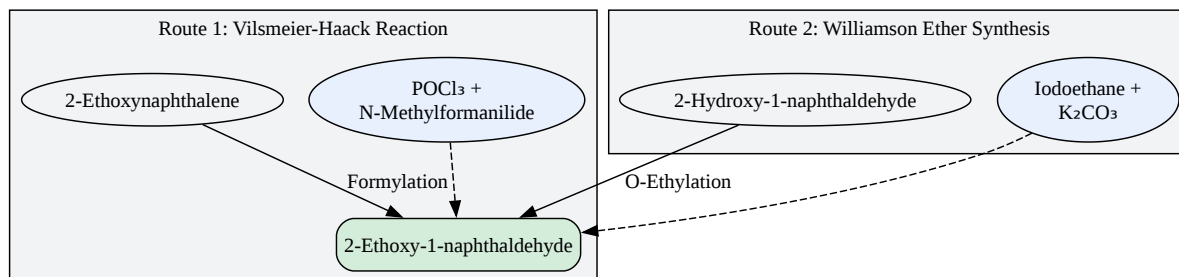 Route 1: Vilsmeier-Haack Reaction
2-Ethoxynaphthalene
POCl₃ +
N-Methylformanilide
Formylation
Route 2: Williamson Ether Synthesis
2-Hydroxy-1-naphthaldehyde
Iodoethane +
K₂CO₃
O-Ethylation
2-Ethoxy-1-naphthaldehyde